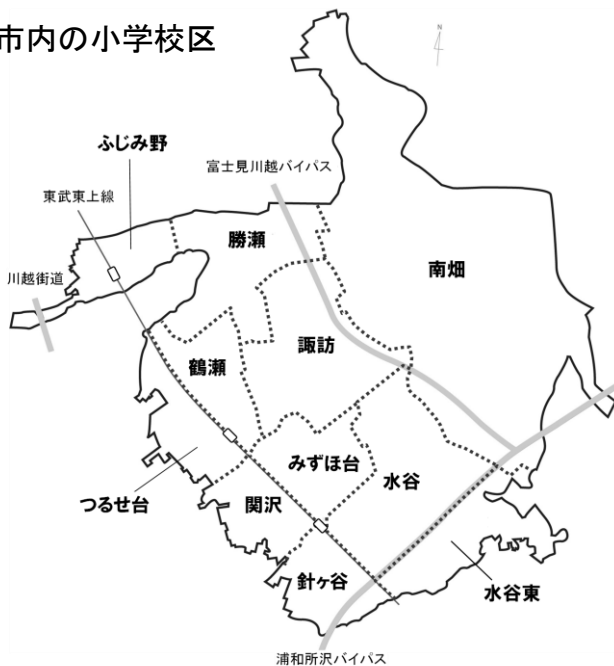 市内の小学校区
N
ふじみ野
富士見川越バイパス
東武東上線
勝瀬
川越街道
南畑
諏訪
鶴瀬
みずほ台
水谷
つるせ台
関沢
針ヶ谷
水谷東
浦和所沢バイパス